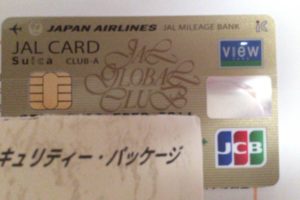 JAPAN AIRLINES JAL MILEAGE BANK
JAL CARD
Suica CLUB-A
JAL
GLOBAL
CLUB
VIEW
JCB
キュリティー・パッケージ